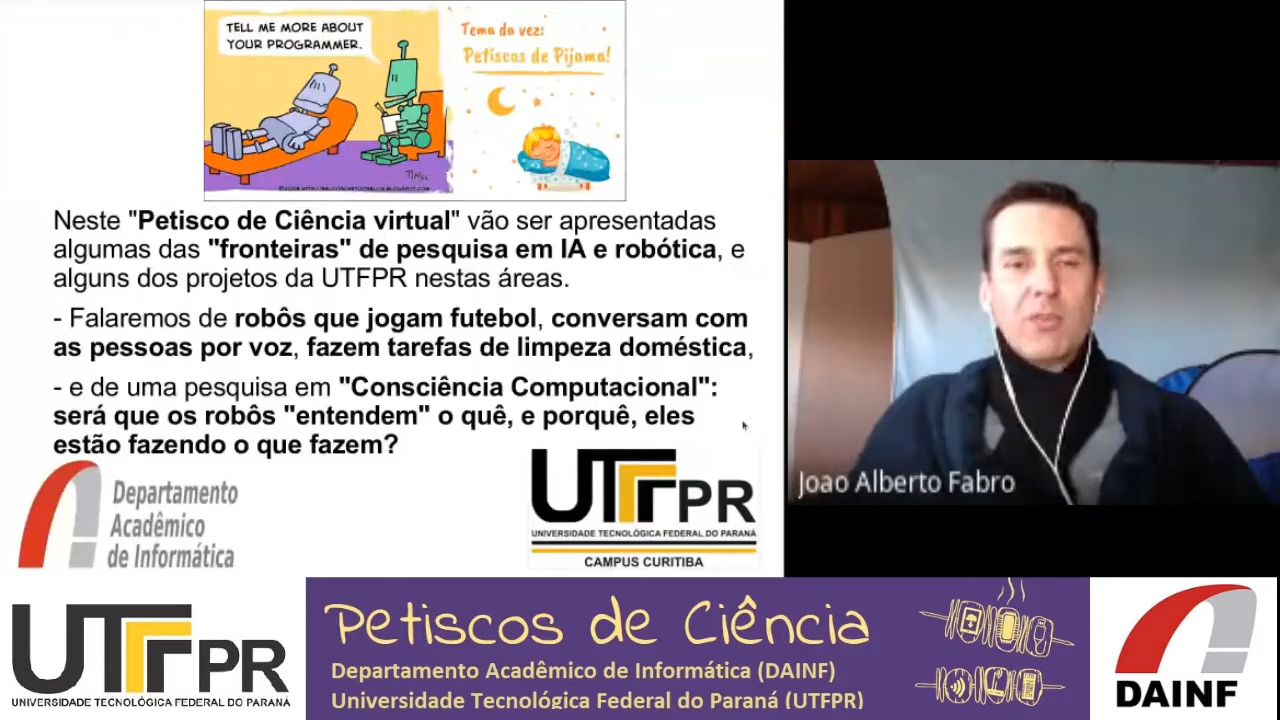 TELL ME MORE ABOUT
YOUR PROGRAMMER.
Tema da vez:
Petiscos de Pijama!
Neste "Petisco de Ciência virtual" vão ser apresentadas
algumas das "fronteiras" de pesquisa em IA e robótica, e
alguns dos projetos da UTFPR nestas áreas.
- Falaremos de robôs que jogam futebol, conversam com
as pessoas por voz, fazem tarefas de limpeza doméstica,
- e de uma pesquisa em "Consciência Computacional":
será que os robôs "entendem" o quê, e porquê, eles
estão fazendo o que fazem?
Departamento
Acadêmico
de Informática
UTFPR
UNIVERSIDADE TECNOLÓGICA FEDERAL DO PARANÁ
CAMPUS CURITIBA
Joao Alberto Fabro
UTFPR
UNIVERSIDADE TECNOLÓGICA FEDERAL DO PARANÁ
Petiscos de Ciência
Departamento Acadêmico de Informática (DAINF)
Universidade Tecnológica Federal do Paraná (UTFPR)
DAINF